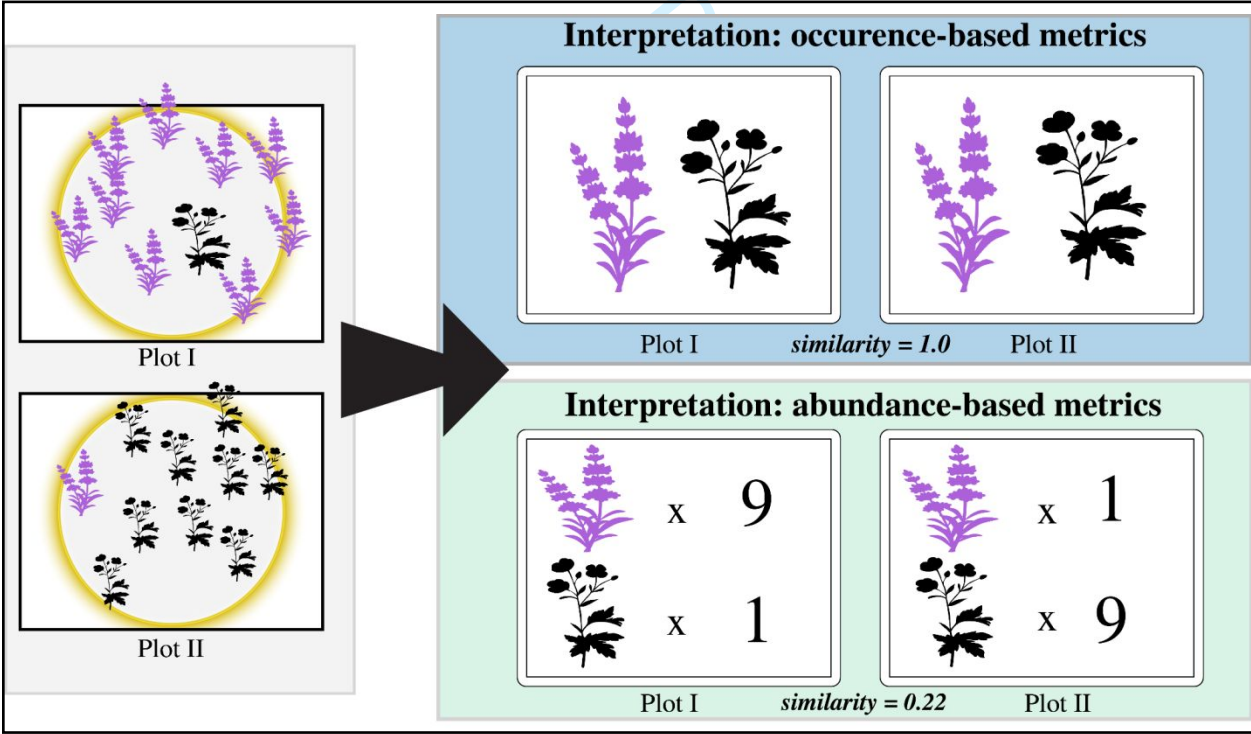 Plot I
Plot II
Interpretation: occurence-based metrics
Plot I similarity = 1.0 Plot II
Interpretation: abundance-based metrics
x 9 x 1
x 1 x 9
Plot I similarity = 0.22 Plot II